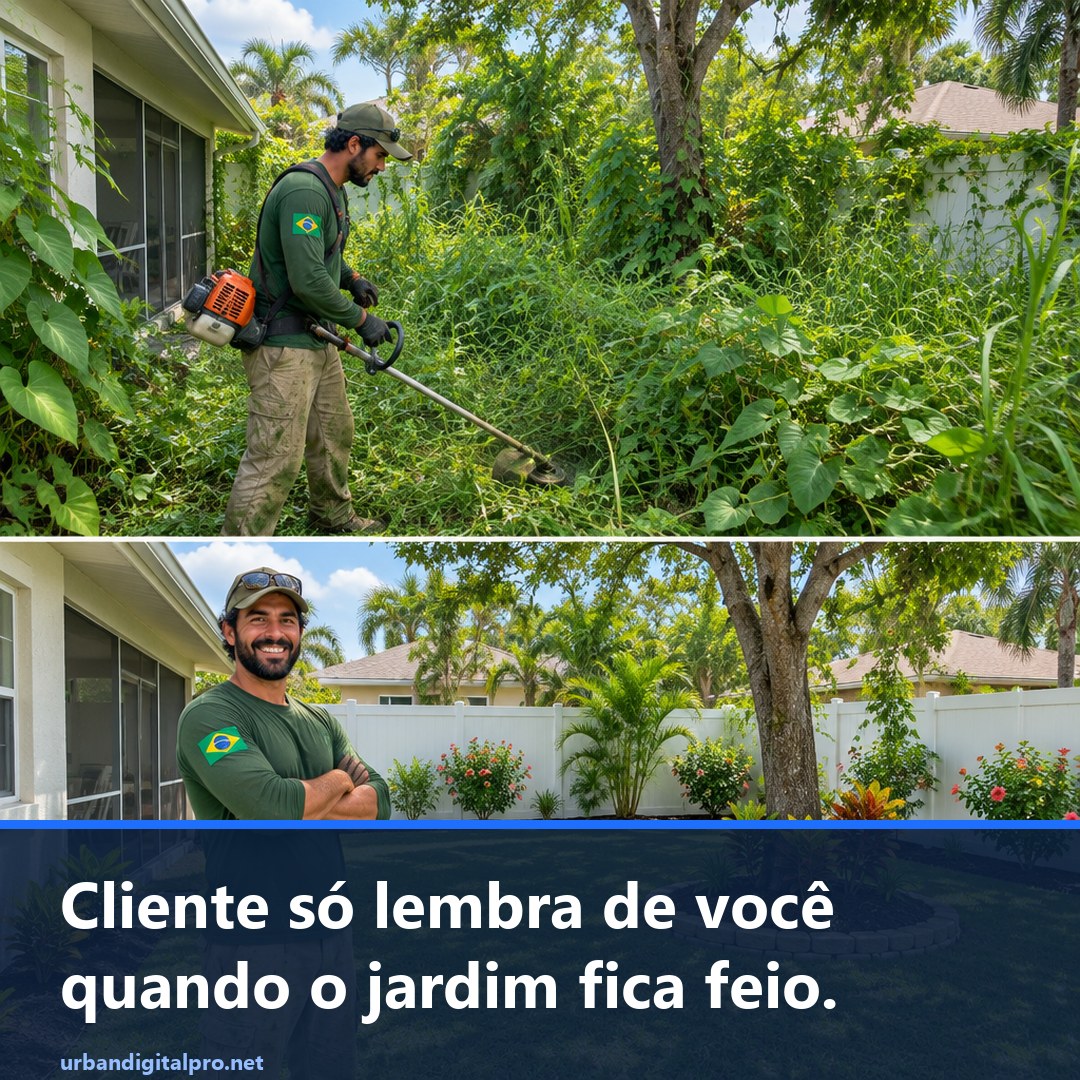 Cliente só lembra de você
quando o jardim fica feio.
urbandigitalpro.net